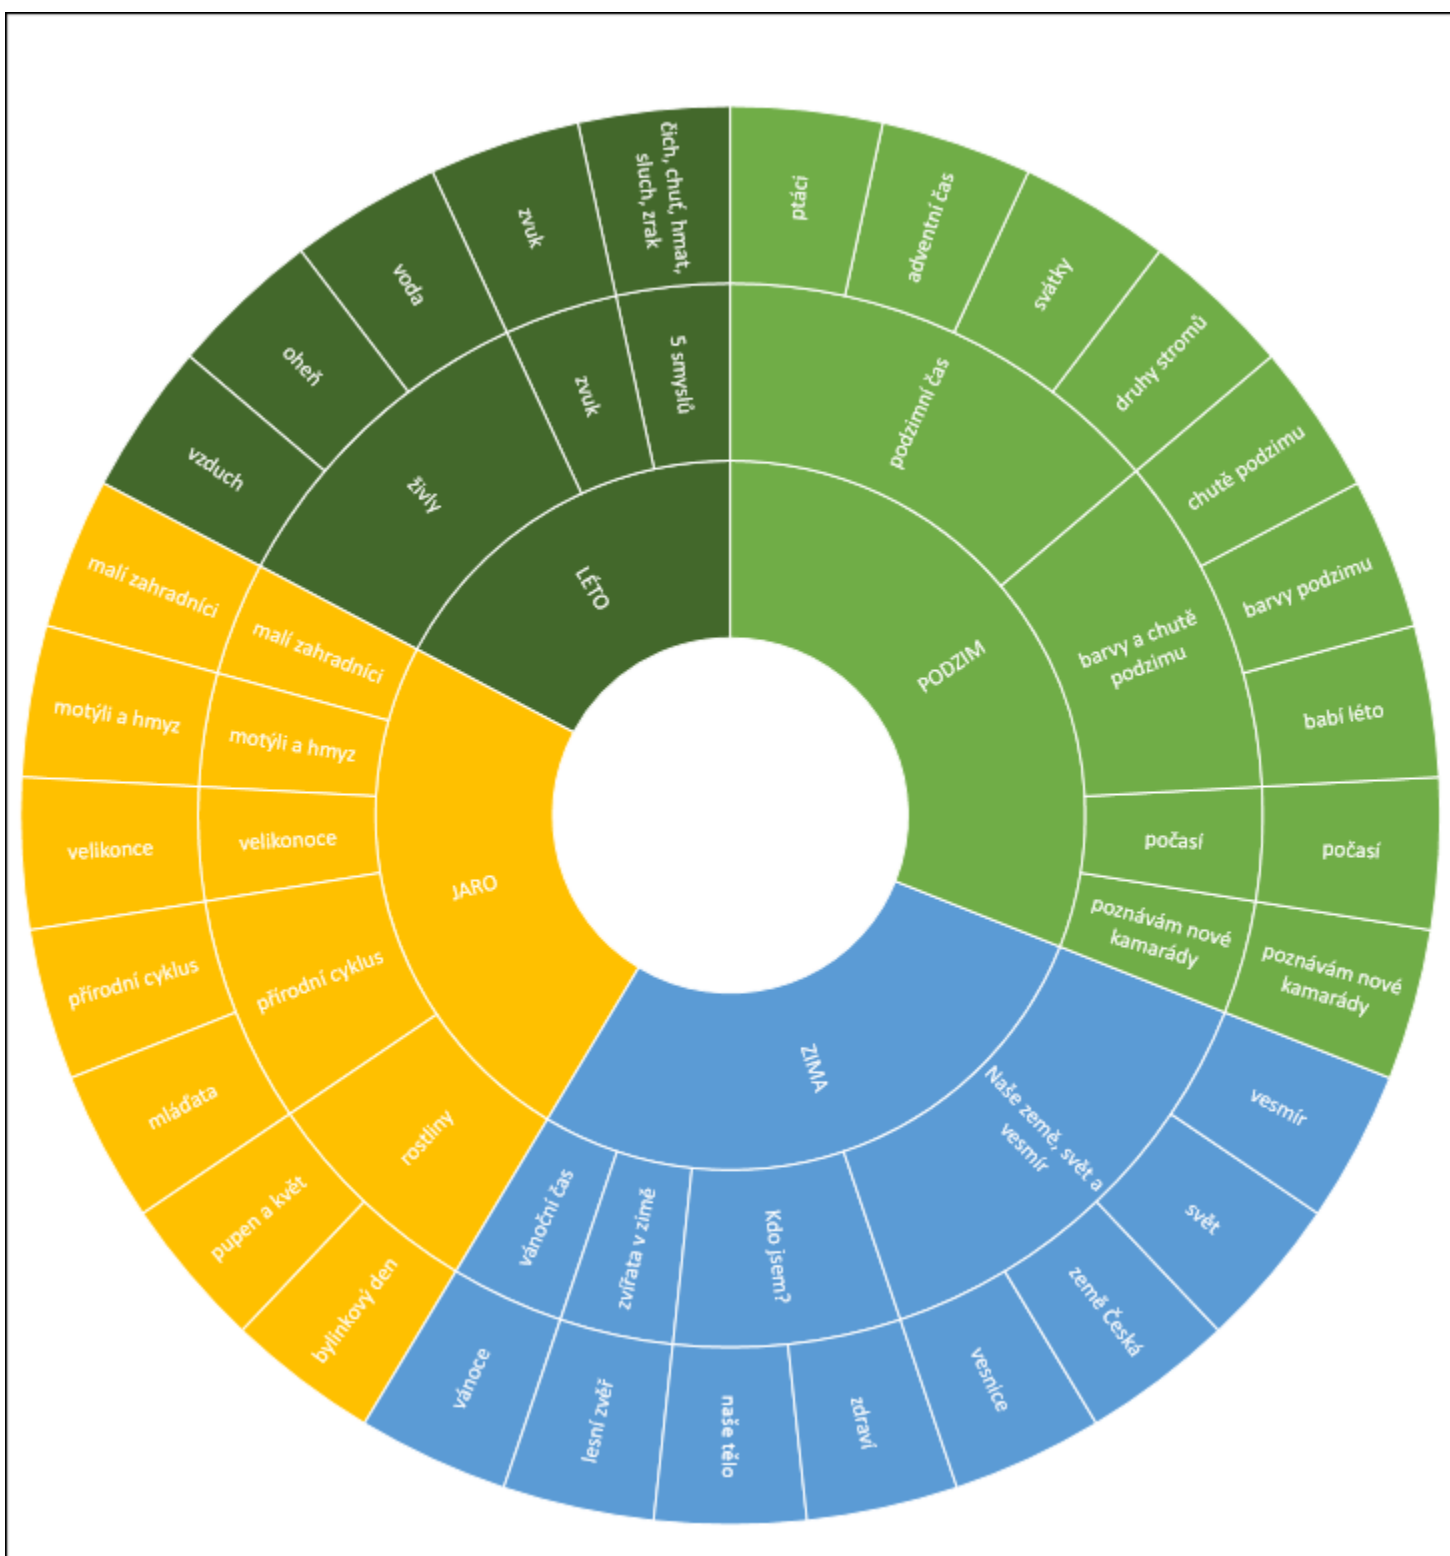 PODZIM
podzimní čas
ptáci
adventní čas
svátky
druhy stromů
barvy a chutě
podzimu
chutě podzimu
barvy podzimu
babí léto
počasí
počasí
poznávám nové
kamarády
poznávám nové
kamarády
ZIMA
Naše země, svět a
vesmír
vesmír
svět
země Česká
vesnice
Kdo jsem?
zdraví
naše tělo
zvířata v zimě
lesní zvěř
vánoční čas
vánoce
JARO
rostliny
bylinkový den
pupen a květ
přírodní cyklus
mláďata
přírodní cyklus
velikonoce
velikonce
motýli a hmyz
motýli a hmyz
malí zahradníci
malí zahradníci
LÉTO
živly
vzduch
oheň
voda
zvuk
zvuk
5 smyslů
čich, chuť, hmat,
sluch, zrak